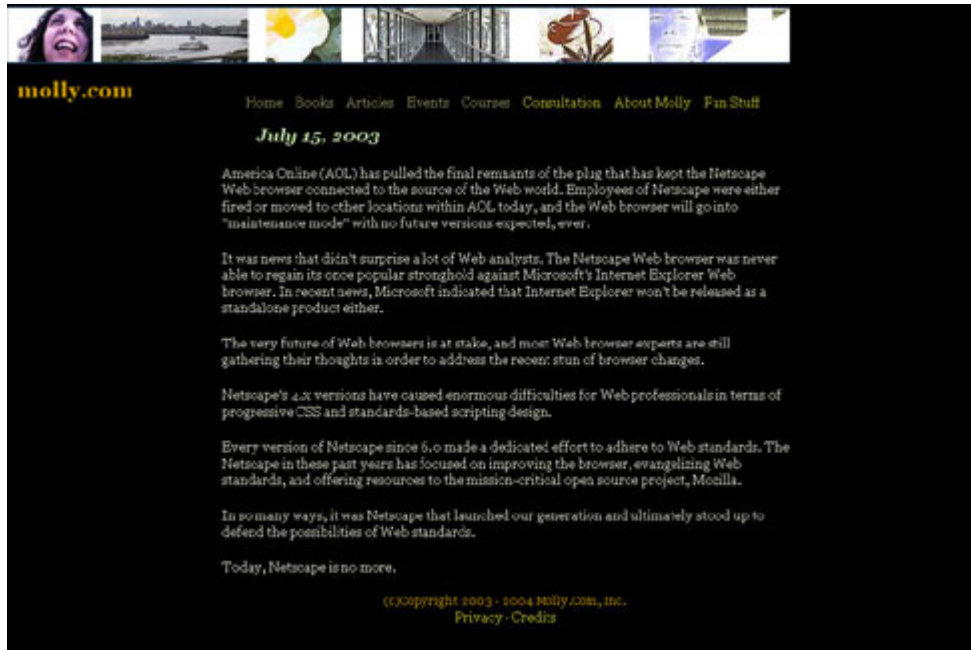 molly.com
Home Books Articles Events Courses Consultation About Molly Fan Stuff
July 15, 2003
America Online (AOL) has pulled the final remnants of the plug that has kept the Netscape
Web browser connected to the source of the Web world. Employees of Netscape were either
fired or moved to other locations within AOL today, and the Web browser will go into
"maintenance mode" with no future versions expected, ever.
It was news that didn't surprise a lot of Web analysts. The Netscape Web browser was never
able to regain its once popular stronghold against Microsoft's Internet Explorer Web
browser. In recent news, Microsoft indicated that Internet Explorer won't be released as a
standalone product either.
The very future of Web browsers is at stake, and most Web browser experts are still
gathering their thoughts in order to address the recent stun of browser changes.
Netscape's 4.x versions have caused enormous difficulties for Web professionals in terms of
progressive CSS and standards-based scripting design.
Every version of Netscape since 6.0 made a dedicated effort to adhere to Web standards. The
Netscape in these past years has focused on improving the browser, evangelizing Web
standards, and offering resources to the mission-critical open source project, Mozilla.
In so many ways, it was Netscape that launched our generation and ultimately stood up to
defend the possibilities of Web standards.
Today, Netscape is no more.
(c)Copyright 2003 - 2004 Molly.Com, Inc.
Privacy - Credits